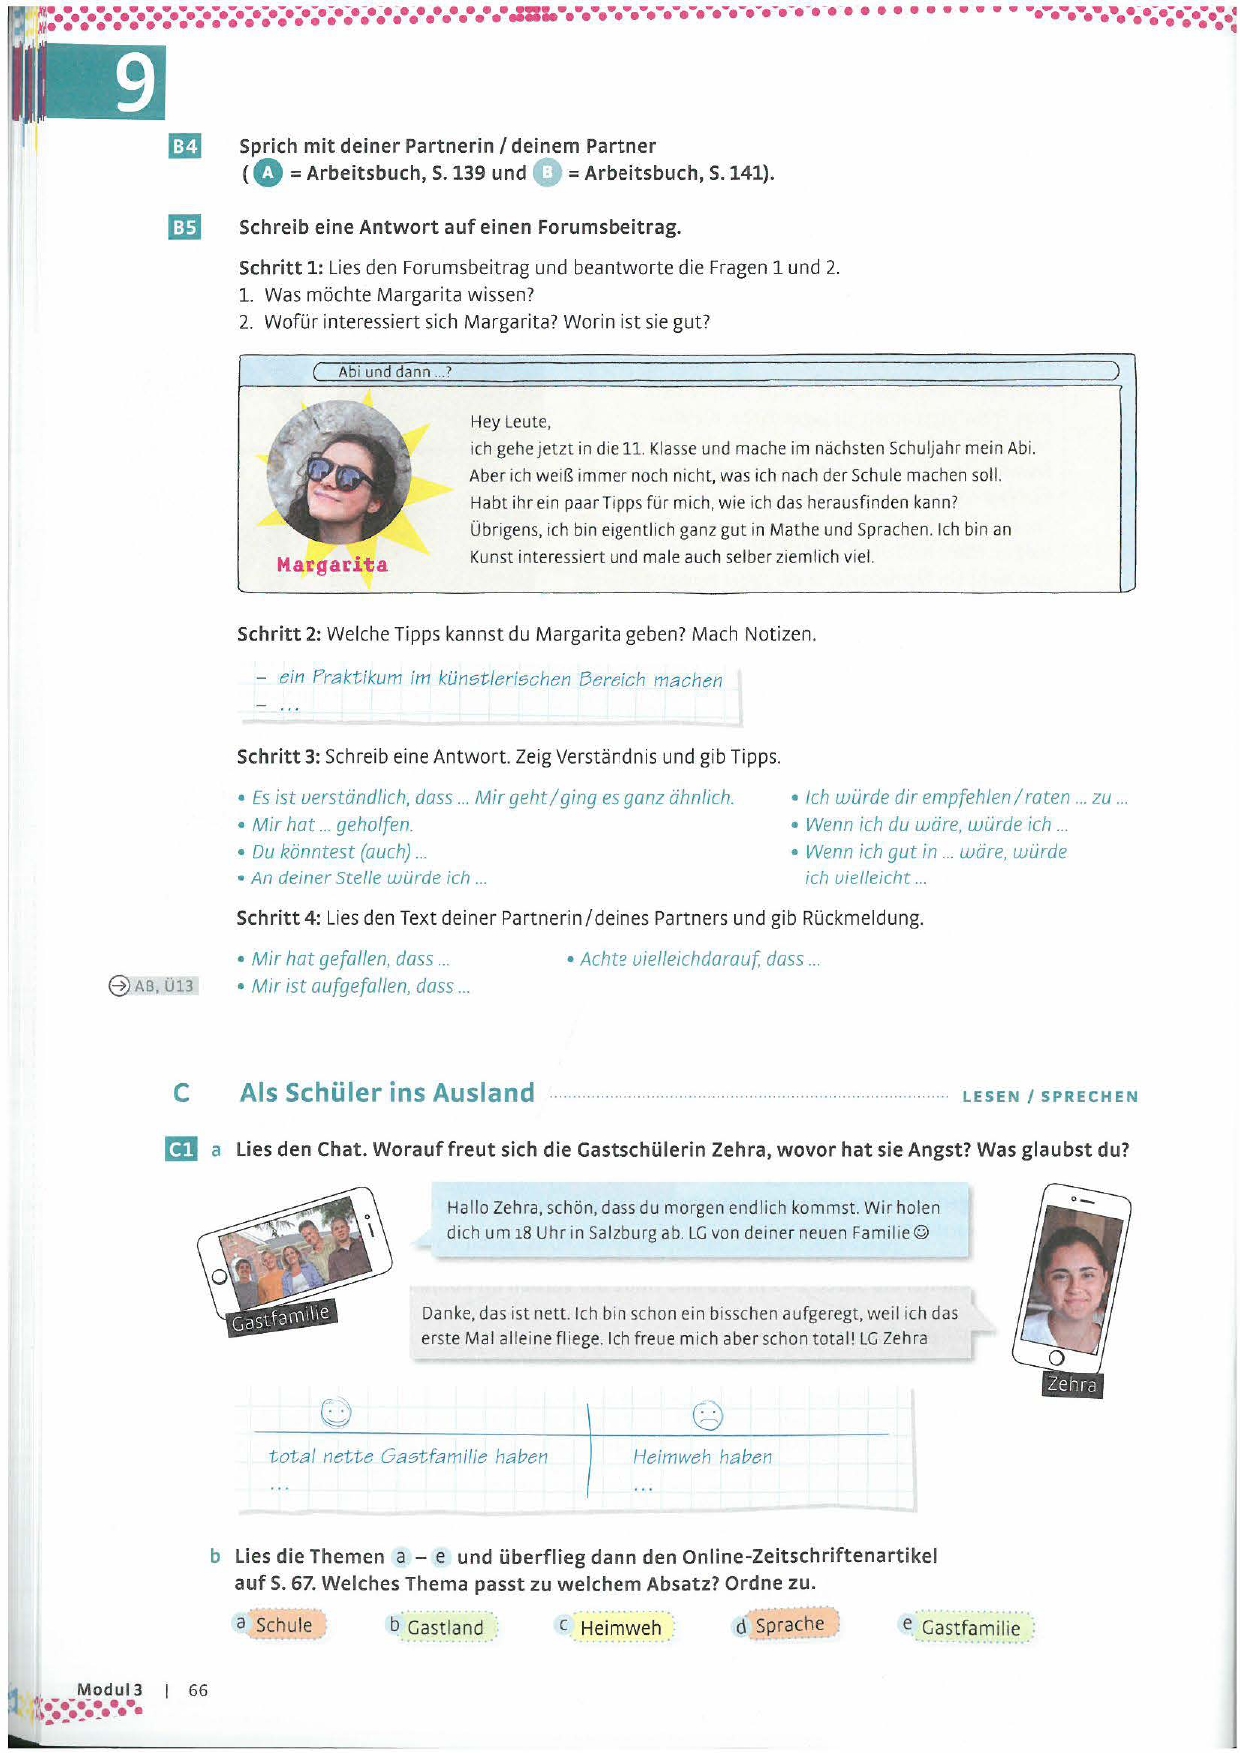 9
B4 Sprich mit deiner Partnerin / deinem Partner
( A = Arbeitsbuch, S. 139 und B = Arbeitsbuch, S. 141).
B5 Schreib eine Antwort auf einen Forumsbeitrag.
Schritt 1: Lies den Forumsbeitrag und beantworte die Fragen 1 und 2.
1. Was möchte Margarita wissen?
2. Wofür interessiert sich Margarita? Worin ist sie gut?
Abi und dann ...?
Hey Leute,
ich gehe jetzt in die 11. Klasse und mache im nächsten Schuljahr mein Abi.
Aber ich weiß immer noch nicht, was ich nach der Schule machen soll.
Habt ihr ein paar Tipps für mich, wie ich das herausfinden kann?
Übrigens, ich bin eigentlich ganz gut in Mathe und Sprachen. Ich bin an
Kunst interessiert und male auch selber ziemlich viel.
Margarita
Schritt 2: Welche Tipps kannst du Margarita geben? Mach Notizen.
– ein Praktikum im künstlerischen Bereich machen
– ...
Schritt 3: Schreib eine Antwort. Zeig Verständnis und gib Tipps.
• Es ist verständlich, dass ... Mir geht/ging es ganz ähnlich.
• Mir hat ... geholfen.
• Du könntest (auch) ...
• An deiner Stelle würde ich ...
• Ich würde dir empfehlen/raten ... zu ...
• Wenn ich du wäre, würde ich ...
• Wenn ich gut in ... wäre, würde
ich vielleicht ...
Schritt 4: Lies den Text deiner Partnerin/deines Partners und gib Rückmeldung.
• Mir hat gefallen, dass ...
• Achte vielleichdarauf, dass ...
AB, Ü13
• Mir ist aufgefallen, dass ...
C Als Schüler ins Ausland LESEN / SPRECHEN
C1 a Lies den Chat. Worauf freut sich die Gastschülerin Zehra, wovor hat sie Angst? Was glaubst du?
Hallo Zehra, schön, dass du morgen endlich kommst. Wir holen
dich um 18 Uhr in Salzburg ab. LG von deiner neuen Familie☺
Gastfamilie
Danke, das ist nett. Ich bin schon ein bisschen aufgeregt, weil ich das
erste Mal alleine fliege. Ich freue mich aber schon total! LG Zehra
Zehra
total nette Gastfamilie haben Heimweh haben
... ...
b Lies die Themen a – e und überflieg dann den Online-Zeitschriftenartikel
auf S. 67. Welches Thema passt zu welchem Absatz? Ordne zu.
a Schule b Gastland c Heimweh d Sprache e Gastfamilie
Modul 3 | 66